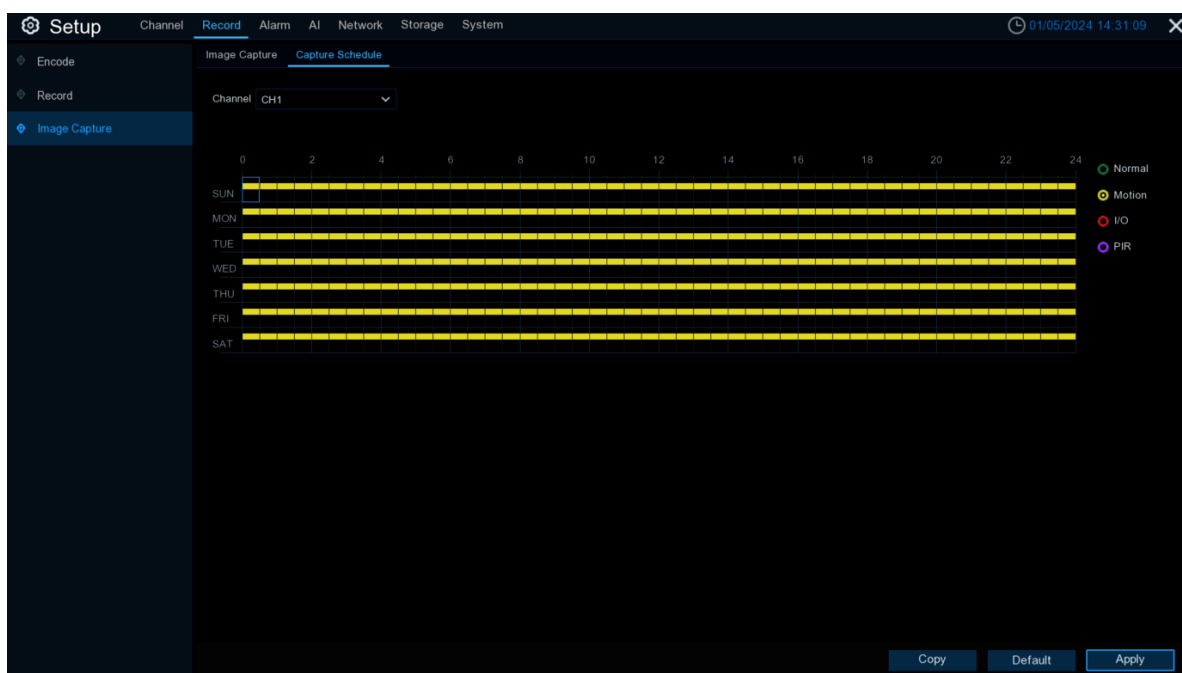 Setup Channel Record Alarm AI Network Storage System 01/05/2024 14:31:09
Encode
Record
Image Capture
Image Capture Capture Schedule
Channel CH1
0 2 4 6 8 10 12 14 16 18 20 22 24
SUN
MON
TUE
WED
THU
FRI
SAT
Normal
Motion
I/O
PIR
Copy Default Apply